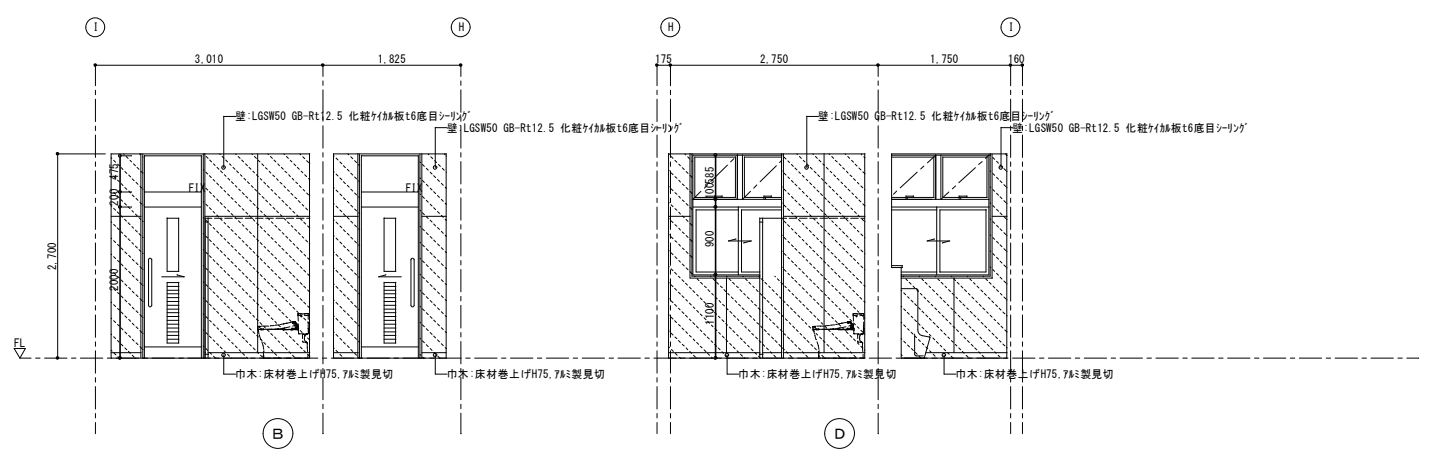 I
H
H
I
3,010
1,825
175
2,750
1,750
160
壁:LGSW50 GB-Rt12.5 化粧ケイカル板t6底目シーリング
壁:LGSW50 GB-Rt12.5 化粧ケイカル板t6底目シーリング
壁:LGSW50 GB-Rt12.5 化粧ケイカル板t6底目シーリング
壁:LGSW50 GB-Rt12.5 化粧ケイカル板t6底目シーリング
475
200
2000
2,700
FIX
FIX
585
100
900
1100
FL
巾木:床材巻上げH75,アルミ製見切
巾木:床材巻上げH75,アルミ製見切
巾木:床材巻上げH75,アルミ製見切
巾木:床材巻上げH75,アルミ製見切
B
D